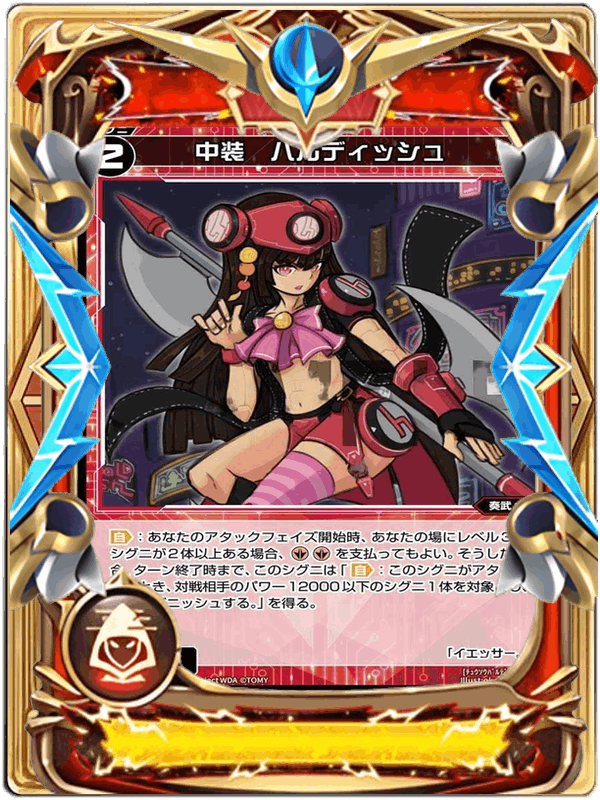 2
中装 ハルディッシュ
奏武
自:あなたのアタックフェイズ開始時、あなたの場にレベル3
シグニが2体以上ある場合、を支払ってもよい。そうし
ターン終了時まで、このシグニは「自:このシグニがアタ
き、対戦相手のパワー12000以下のシグニ1体を対象
ニッシュする。」を得る。
「イエッサー
WDA ©TOMY